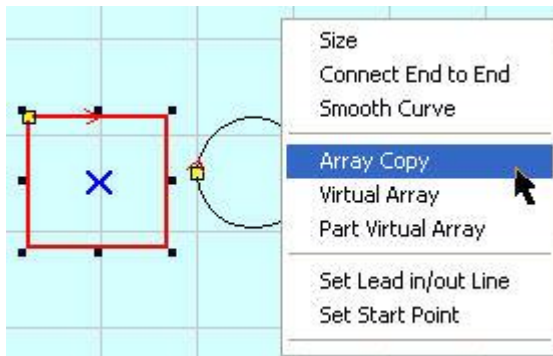 Size
Connect End to End
Smooth Curve
Array Copy
Virtual Array
Part Virtual Array
Set Lead in/out Line
Set Start Point